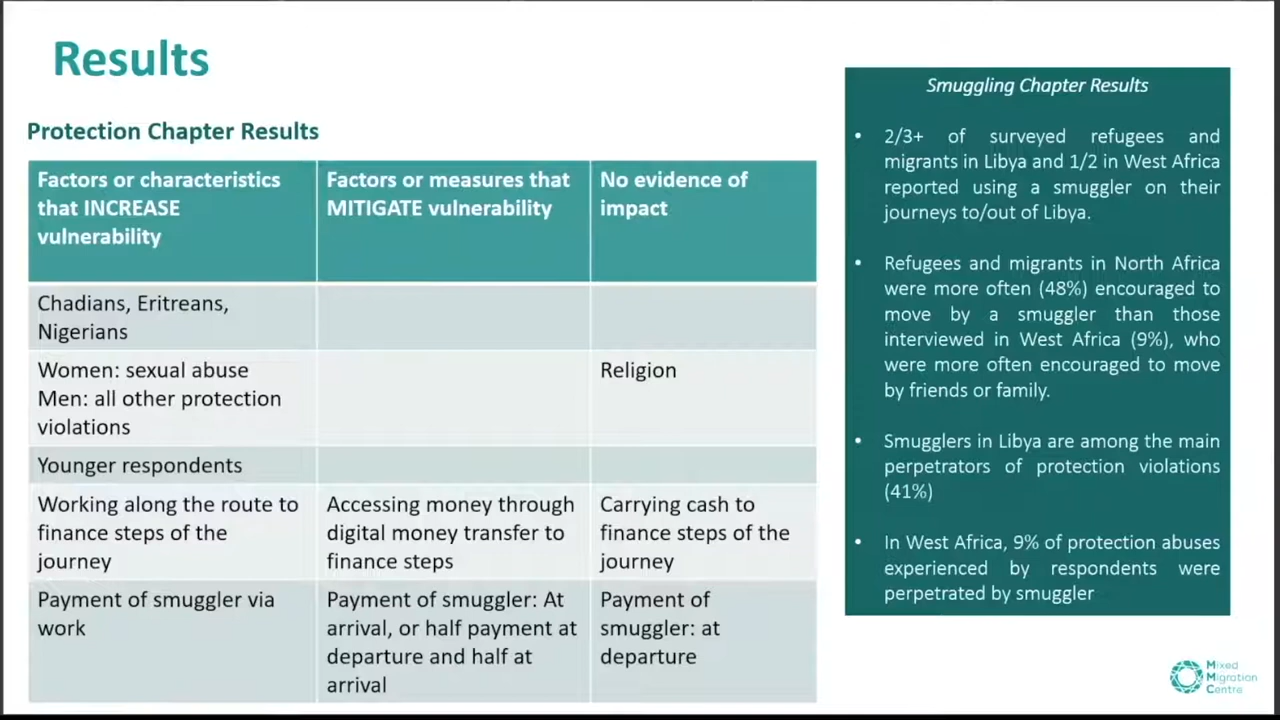 Results
Protection Chapter Results
Factors or characteristics
that INCREASE
vulnerability
Factors or measures that
MITIGATE vulnerability
No evidence of
impact
Chadians, Eritreans,
Nigerians
Women: sexual abuse
Men: all other protection
violations
Religion
Younger respondents
Working along the route to
finance steps of the
journey
Accessing money through
digital money transfer to
finance steps
Carrying cash to
finance steps of the
journey
Payment of smuggler via
work
Payment of smuggler: At
arrival, or half payment at
departure and half at
arrival
Payment of
smuggler: at
departure
Smuggling Chapter Results
• 2/3+ of surveyed refugees and
migrants in Libya and 1/2 in West Africa
reported using a smuggler on their
journeys to/out of Libya.
• Refugees and migrants in North Africa
were more often (48%) encouraged to
move by a smuggler than those
interviewed in West Africa (9%), who
were more often encouraged to move
by friends or family.
• Smugglers in Libya are among the main
perpetrators of protection violations
(41%)
• In West Africa, 9% of protection abuses
experienced by respondents were
perpetrated by smuggler
Mixed
Migration
Centre